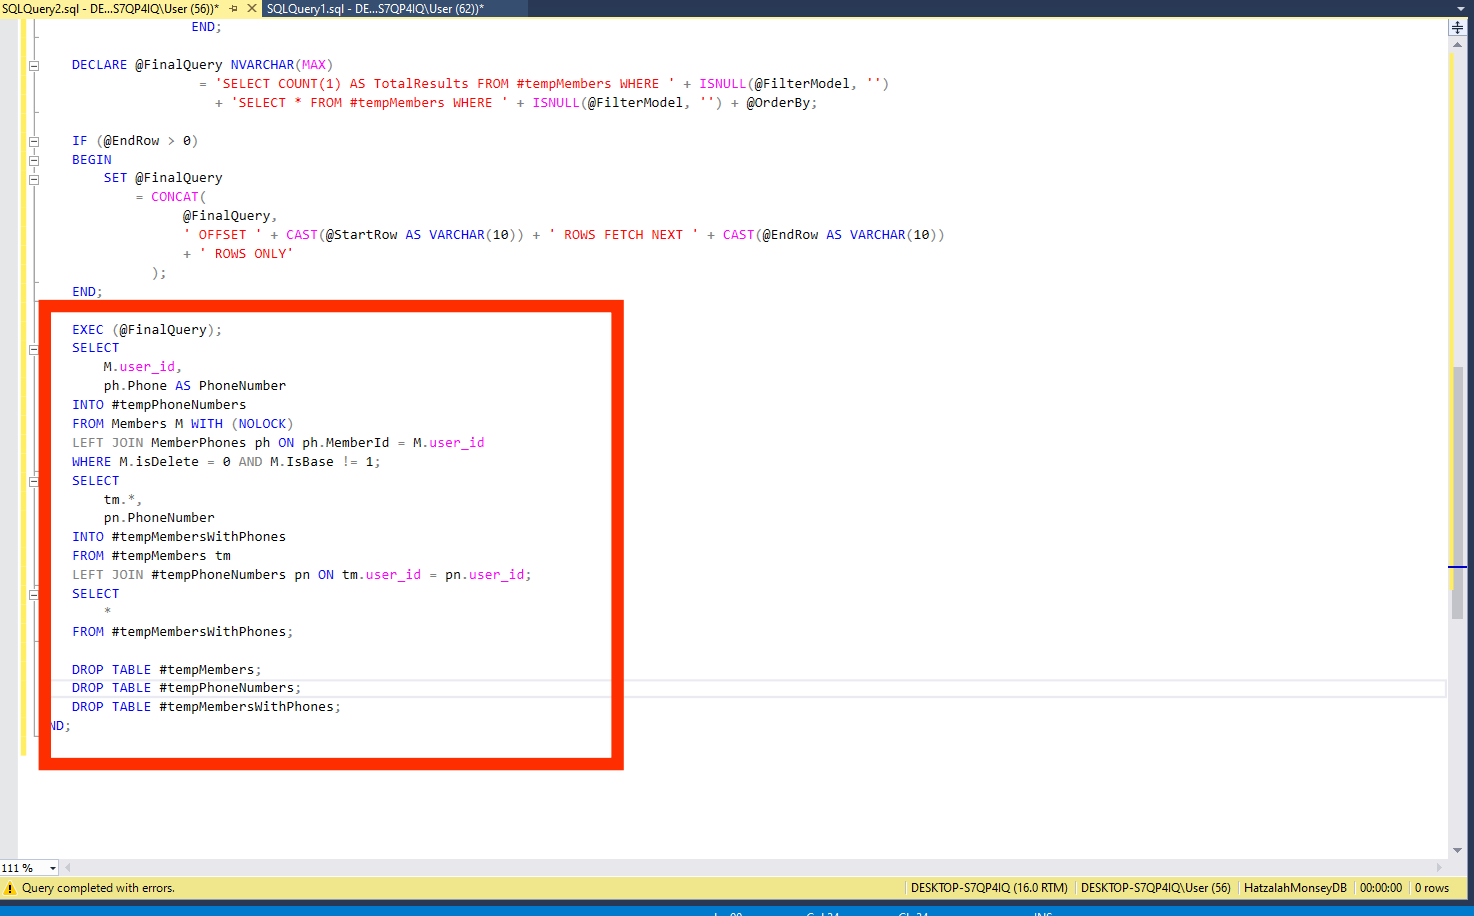 SQLQuery2.sql - DE...S7QP4IQ\User (56))*
SQLQuery1.sql - DE...S7QP4IQ\User (62))*
END;
DECLARE @FinalQuery NVARCHAR(MAX)
= 'SELECT COUNT(1) AS TotalResults FROM #tempMembers WHERE ' + ISNULL(@FilterModel, '')
+ 'SELECT * FROM #tempMembers WHERE ' + ISNULL(@FilterModel, '') + @OrderBy;
IF (@EndRow > 0)
BEGIN
SET @FinalQuery
= CONCAT(
@FinalQuery,
' OFFSET ' + CAST(@StartRow AS VARCHAR(10)) + ' ROWS FETCH NEXT ' + CAST(@EndRow AS VARCHAR(10))
+ ' ROWS ONLY'
);
END;
EXEC (@FinalQuery);
SELECT
M.user_id,
ph.Phone AS PhoneNumber
INTO #tempPhoneNumbers
FROM Members M WITH (NOLOCK)
LEFT JOIN MemberPhones ph ON ph.MemberId = M.user_id
WHERE M.isDelete = 0 AND M.IsBase != 1;
SELECT
tm.*,
pn.PhoneNumber
INTO #tempMembersWithPhones
FROM #tempMembers tm
LEFT JOIN #tempPhoneNumbers pn ON tm.user_id = pn.user_id;
SELECT
*
FROM #tempMembersWithPhones;
DROP TABLE #tempMembers;
DROP TABLE #tempPhoneNumbers;
DROP TABLE #tempMembersWithPhones;
ND;
111 %
Query completed with errors.
DESKTOP-S7QP4IQ (16.0 RTM)
DESKTOP-S7QP4IQ\User (56)
HatzalahMonseyDB
00:00:00
0 rows